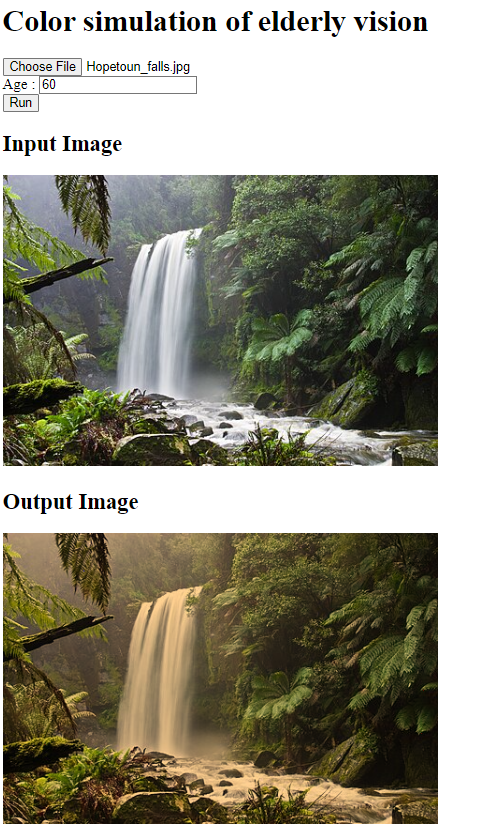 Color simulation of elderly vision
Choose File Hopetoun_falls.jpg
Age : 60
Run
Input Image
Output Image